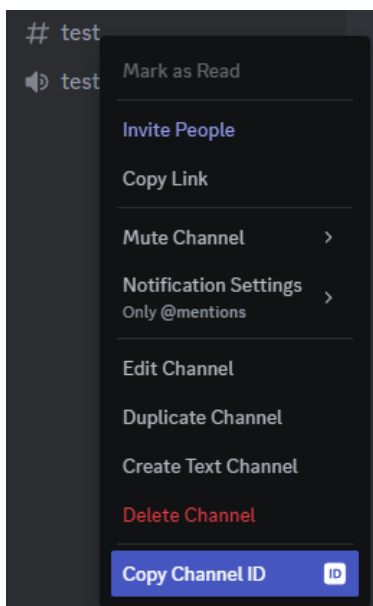 # test
test
Mark as Read
Invite People
Copy Link
Mute Channel
Notification Settings
Only @mentions
Edit Channel
Duplicate Channel
Create Text Channel
Delete Channel
Copy Channel ID ID